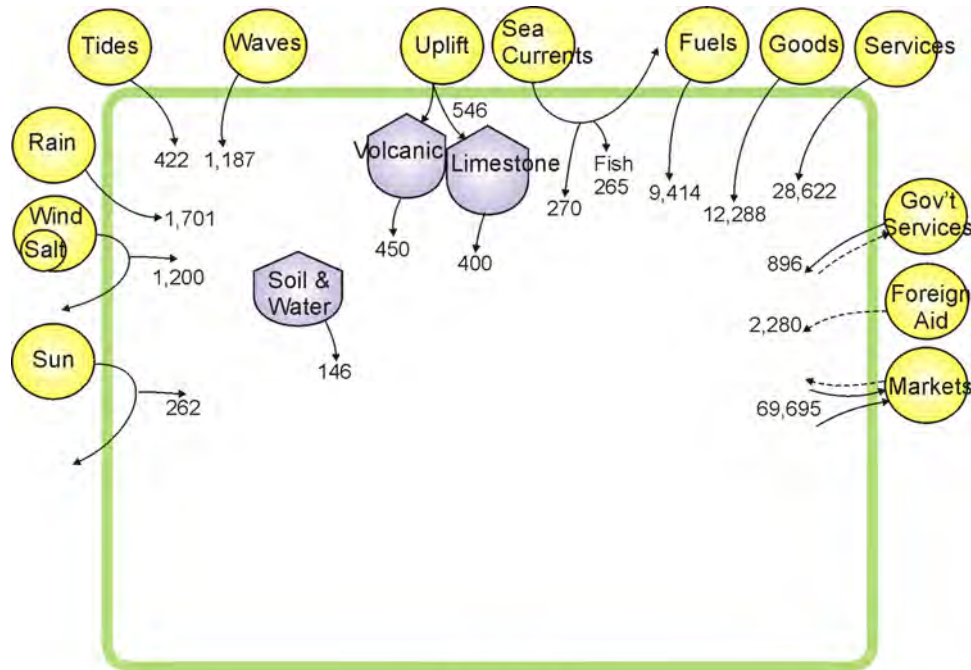 Tides
Waves
Uplift
Sea
Currents
Fuels
Goods
Services
546
Rain
422
1,187
Volcanic
Limestone
Fish
265
270
9,414
12,288
28,622
1,701
Wind
Salt
1,200
450
400
Gov't
Services
896
Soil &
Water
Foreign
Aid
2,280
Sun
146
262
Markets
69,695